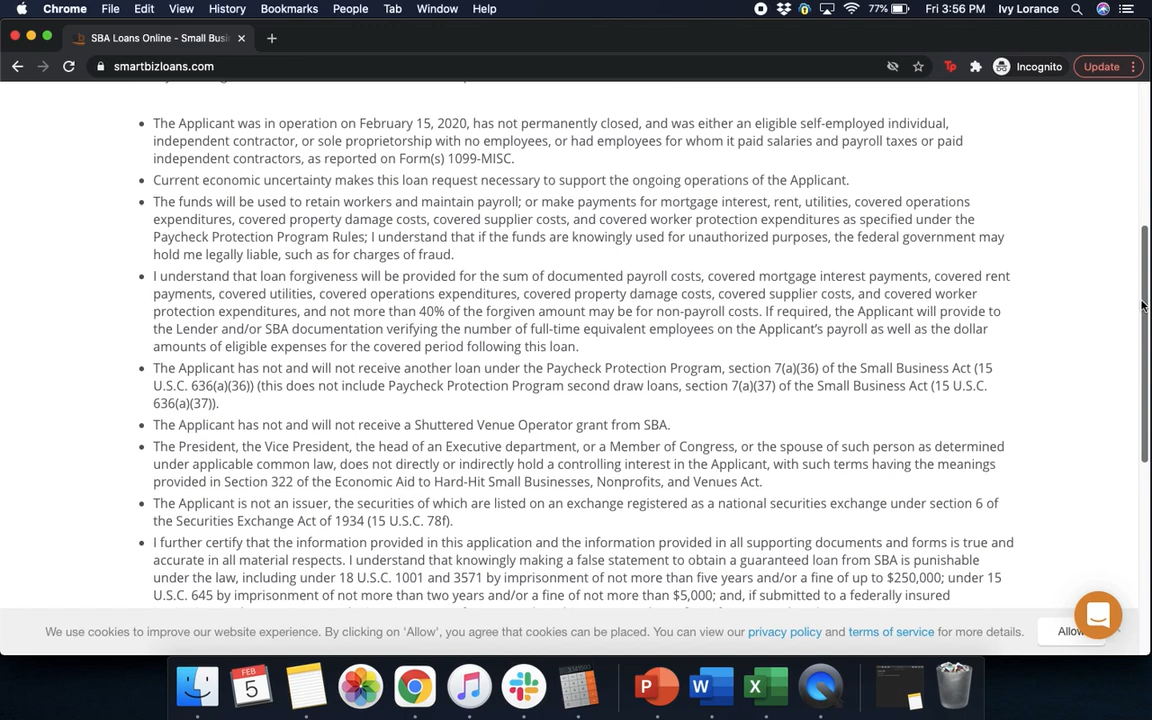 Chrome File Edit View History Bookmarks People Tab Window Help 77% Fri 3:56 PM Ivy Lorance
SBA Loans Online - Small Busi
smartbizloans.com Incognito Update
• The Applicant was in operation on February 15, 2020, has not permanently closed, and was either an eligible self-employed individual,
independent contractor, or sole proprietorship with no employees, or had employees for whom it paid salaries and payroll taxes or paid
independent contractors, as reported on Form(s) 1099-MISC.
• Current economic uncertainty makes this loan request necessary to support the ongoing operations of the Applicant.
• The funds will be used to retain workers and maintain payroll; or make payments for mortgage interest, rent, utilities, covered operations
expenditures, covered property damage costs, covered supplier costs, and covered worker protection expenditures as specified under the
Paycheck Protection Program Rules; I understand that if the funds are knowingly used for unauthorized purposes, the federal government may
hold me legally liable, such as for charges of fraud.
• I understand that loan forgiveness will be provided for the sum of documented payroll costs, covered mortgage interest payments, covered rent
payments, covered utilities, covered operations expenditures, covered property damage costs, covered supplier costs, and covered worker
protection expenditures, and not more than 40% of the forgiven amount may be for non-payroll costs. If required, the Applicant will provide to
the Lender and/or SBA documentation verifying the number of full-time equivalent employees on the Applicant's payroll as well as the dollar
amounts of eligible expenses for the covered period following this loan.
• The Applicant has not and will not receive another loan under the Paycheck Protection Program, section 7(a)(36) of the Small Business Act (15
U.S.C. 636(a)(36)) (this does not include Paycheck Protection Program second draw loans, section 7(a)(37) of the Small Business Act (15 U.S.C.
636(a)(37)).
• The Applicant has not and will not receive a Shuttered Venue Operator grant from SBA.
• The President, the Vice President, the head of an Executive department, or a Member of Congress, or the spouse of such person as determined
under applicable common law, does not directly or indirectly hold a controlling interest in the Applicant, with such terms having the meanings
provided in Section 322 of the Economic Aid to Hard-Hit Small Businesses, Nonprofits, and Venues Act.
• The Applicant is not an issuer, the securities of which are listed on an exchange registered as a national securities exchange under section 6 of
the Securities Exchange Act of 1934 (15 U.S.C. 78f).
• I further certify that the information provided in this application and the information provided in all supporting documents and forms is true and
accurate in all material respects. I understand that knowingly making a false statement to obtain a guaranteed loan from SBA is punishable
under the law, including under 18 U.S.C. 1001 and 3571 by imprisonment of not more than five years and/or a fine of up to $250,000; under 15
U.S.C. 645 by imprisonment of not more than two years and/or a fine of not more than $5,000; and, if submitted to a federally insured
We use cookies to improve our website experience. By clicking on 'Allow', you agree that cookies can be placed. You can view our privacy policy and terms of service for more details. Allow
FEB
5
P W X